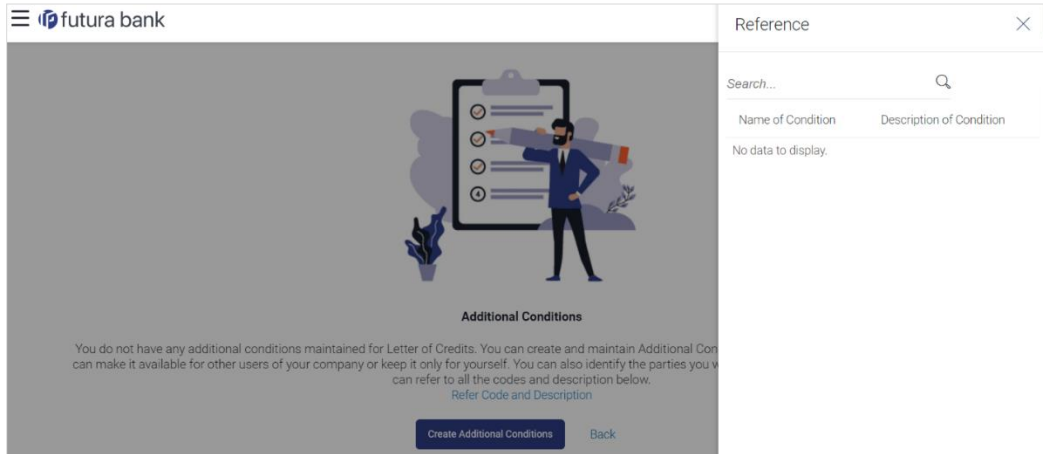 futura bank
Reference
Search...
Name of Condition Description of Condition
No data to display.
4
Additional Conditions
You do not have any additional conditions maintained for Letter of Credits. You can create and maintain Additional Con
can make it available for other users of your company or keep it only for yourself. You can also identify the parties you
can refer to all the codes and description below.
Refer Code and Description
Create Additional Conditions Back